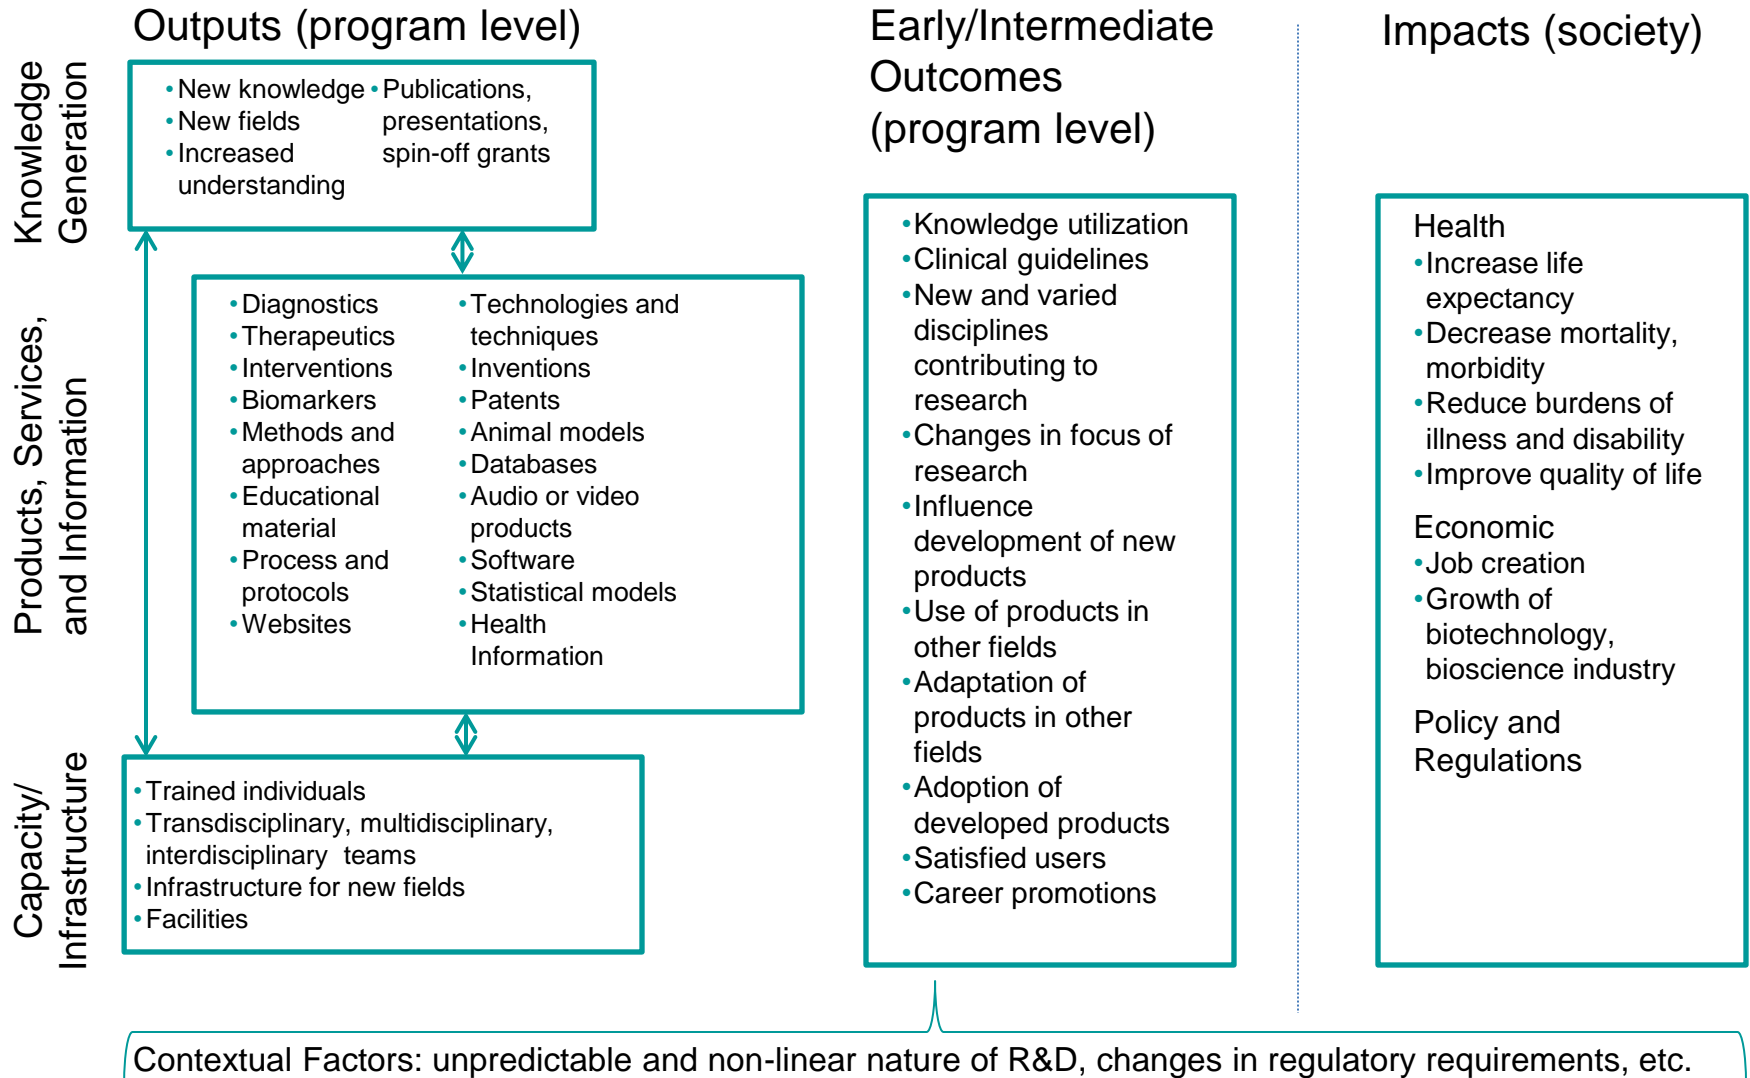 Outputs (program level)
Early/Intermediate
Outcomes
(program level)
Impacts (society)
Knowledge
Generation
•New knowledge
•New fields
•Increased
understanding
•Publications,
presentations,
spin-off grants
Products, Services,
and Information
•Diagnostics
•Therapeutics
•Interventions
•Biomarkers
•Methods and
approaches
•Educational
material
•Process and
protocols
•Websites
•Technologies and
techniques
•Inventions
•Patents
•Animal models
•Databases
•Audio or video
products
•Software
•Statistical models
•Health
Information
Capacity/
Infrastructure
•Trained individuals
•Transdisciplinary, multidisciplinary,
interdisciplinary teams
•Infrastructure for new fields
•Facilities
•Knowledge utilization
•Clinical guidelines
•New and varied
disciplines
contributing to
research
•Changes in focus of
research
•Influence
development of new
products
•Use of products in
other fields
•Adaptation of
products in other
fields
•Adoption of
developed products
•Satisfied users
•Career promotions
Health
•Increase life
expectancy
•Decrease mortality,
morbidity
•Reduce burdens of
illness and disability
•Improve quality of life
Economic
•Job creation
•Growth of
biotechnology,
bioscience industry
Policy and
Regulations
Contextual Factors: unpredictable and non-linear nature of R&D, changes in regulatory requirements, etc.